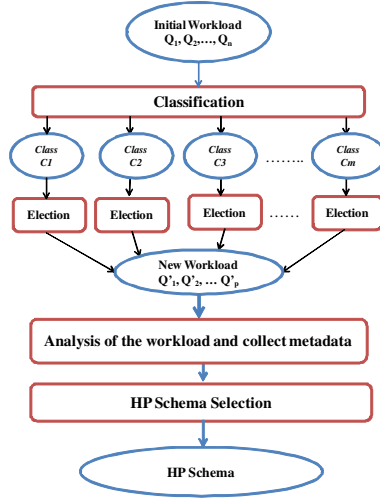 Initial Workload
Q1, Q2,…, Qn
Classification
Class C1
Class C2
Class C3
........
Class Cm
Election
Election
Election
......
Election
New Workload
Q'1, Q'2, … Q'p
Analysis of the workload and collect metadata
HP Schema Selection
HP Schema